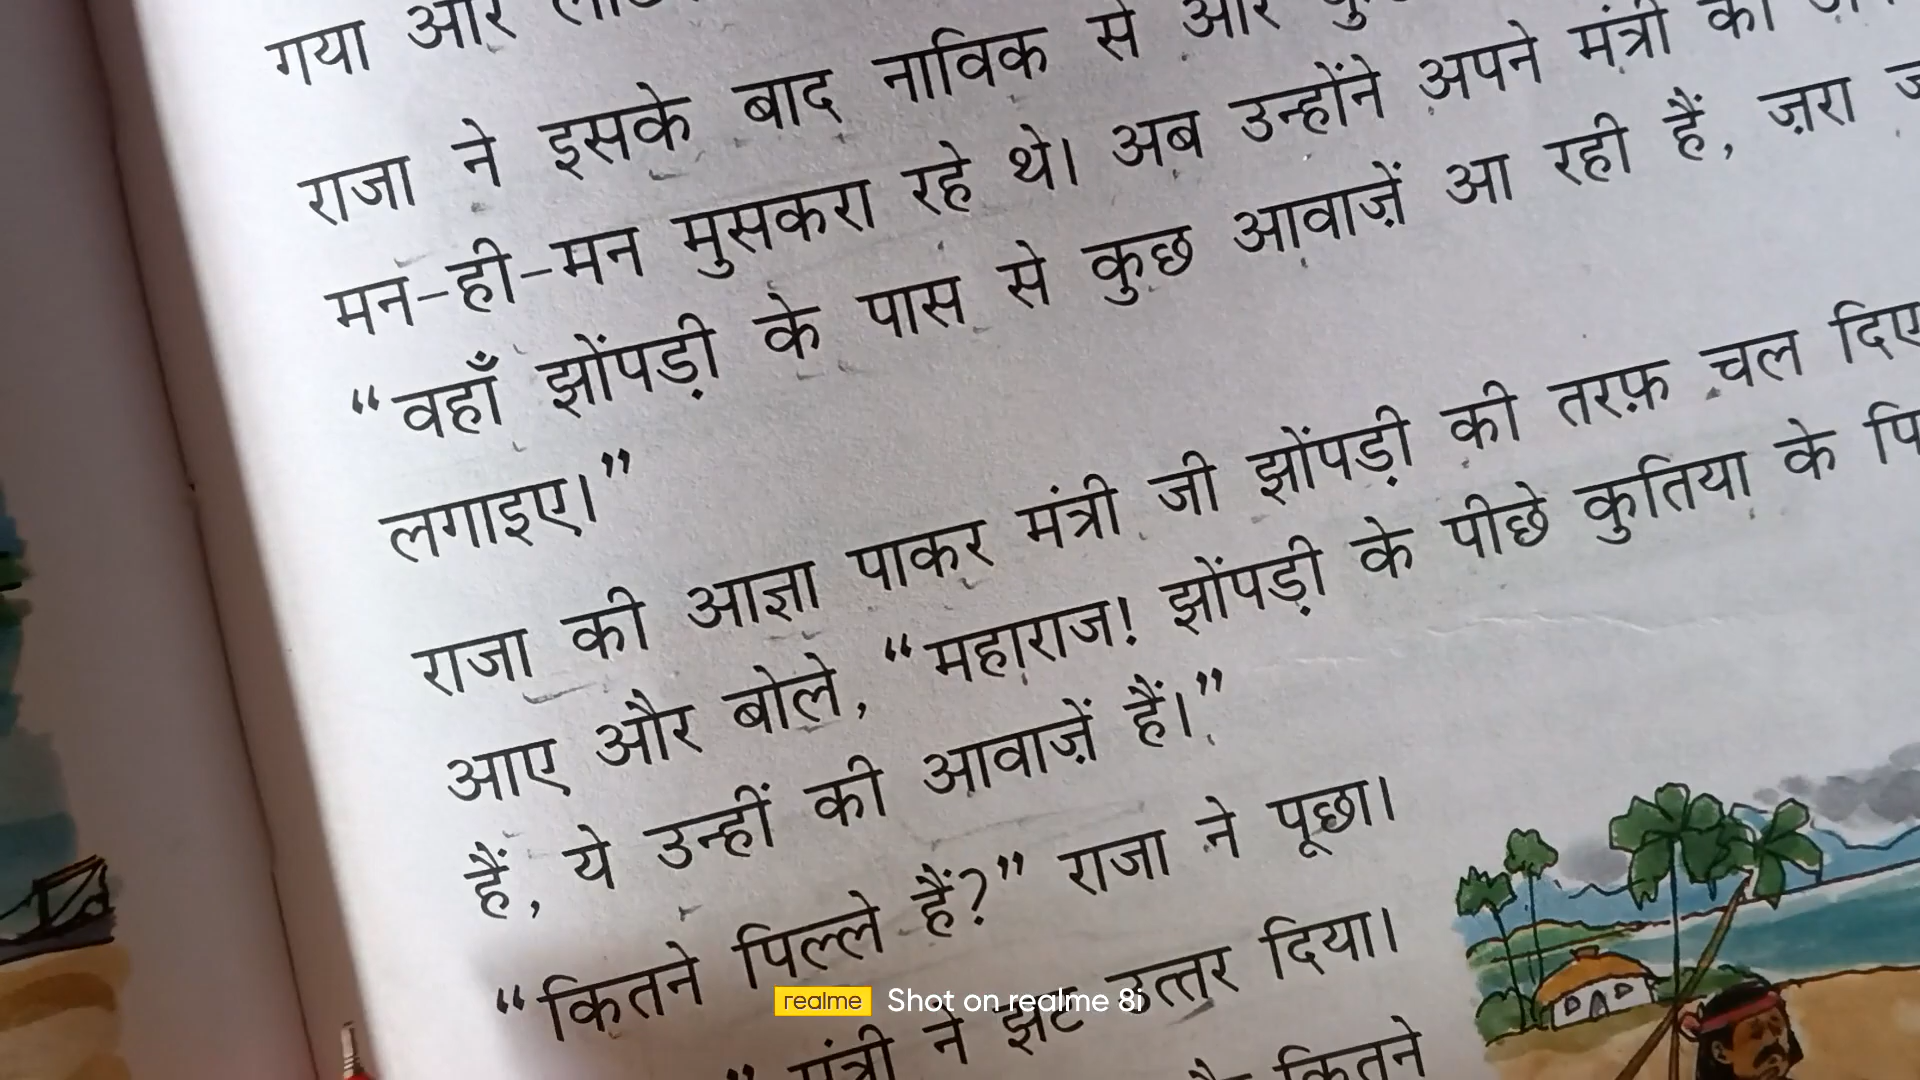 गया और
राजा ने इसके बाद नाविक से और
मन-ही-मन मुसकरा रहे थे। अब उन्होंने अपने मंत्री को
“वहाँ झोंपड़ी के पास से कुछ आवाज़ें आ रही हैं, ज़रा
लगाइए।”
राजा की आज्ञा पाकर मंत्री जी झोंपड़ी की तरफ़ चल दिए
आए और बोले, “महाराज! झोंपड़ी के पीछे कुतिया के
हैं, ये उन्हीं की आवाज़ें हैं।”
“कितने पिल्ले हैं?” राजा ने पूछा।
” मंत्री ने झट उत्तर दिया।
कितने
realme Shot on realme 8i